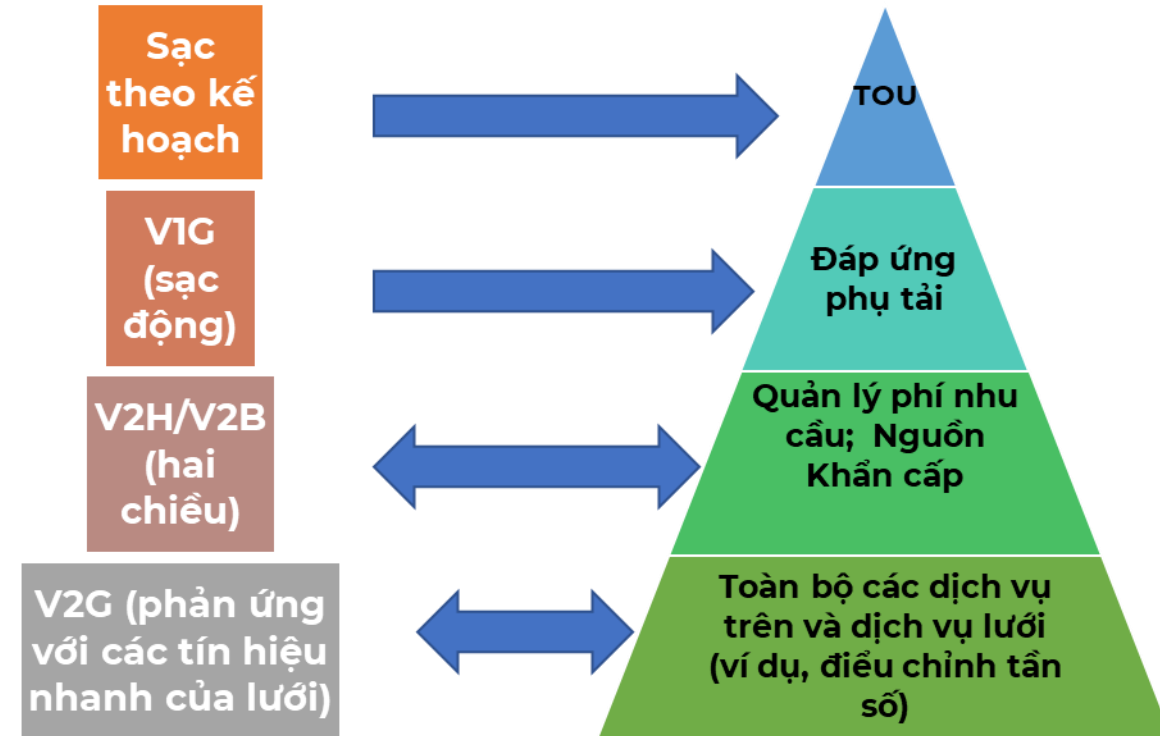 Sạc
theo kế
hoạch
TOU
V1G
(sạc
động)
Đáp ứng
phụ tải
V2H/V2B
(hai
chiều)
Quản lý phí nhu
cầu; Nguồn
Khẩn cấp
V2G (phản ứng
với các tín hiệu
nhanh của lưới)
Toàn bộ các dịch vụ
trên và dịch vụ lưới
(ví dụ, điểu chỉnh tần
số)